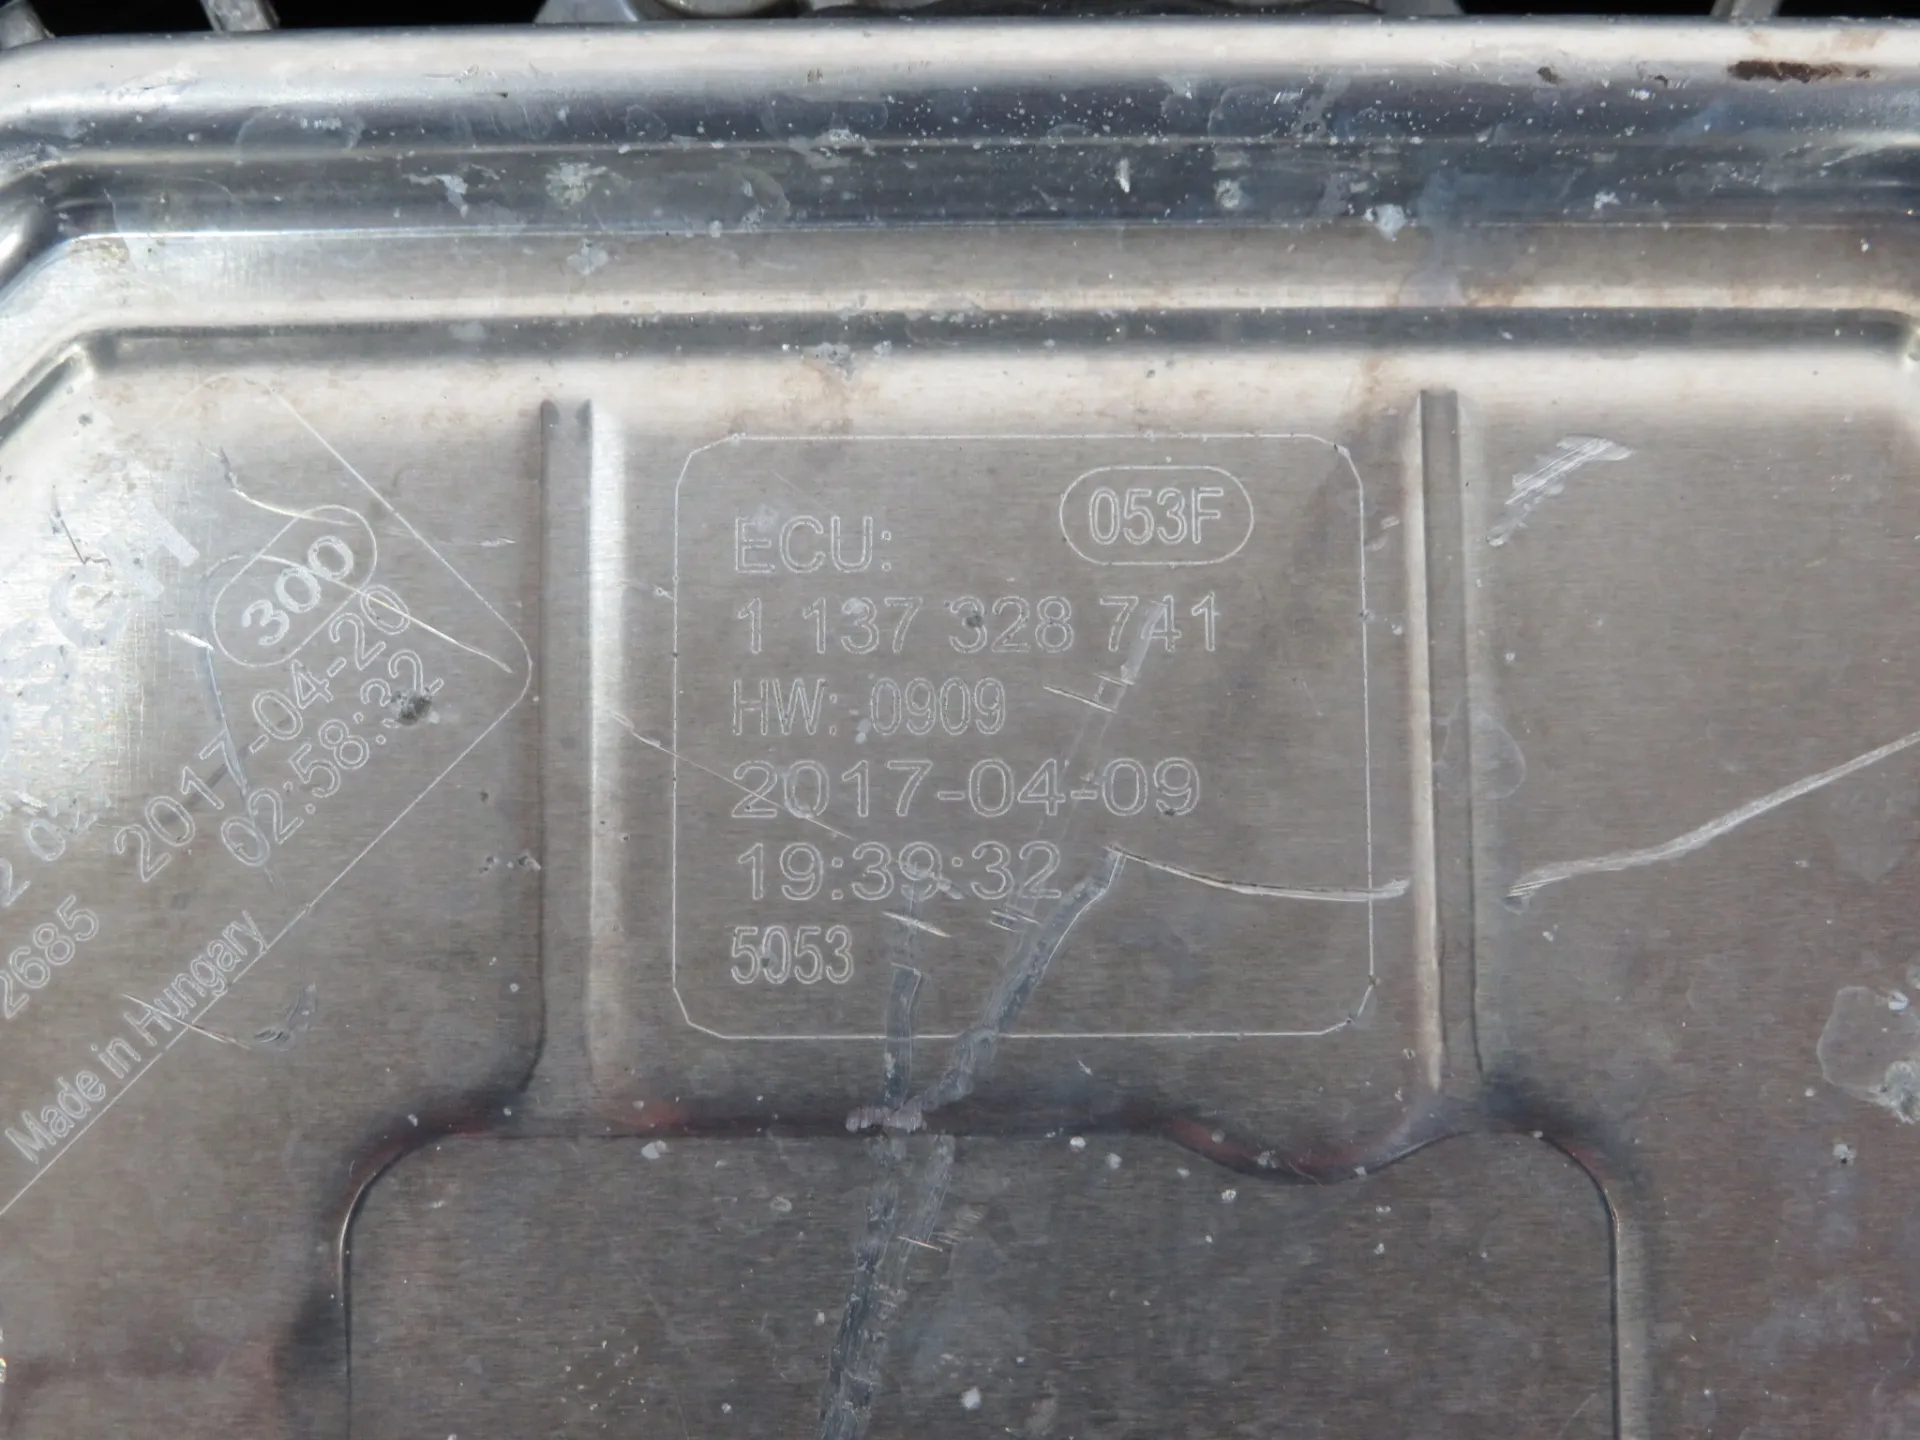 300
2017-04-20
02:58:32
2685
Made in Hungary
053F
ECU:
1 137 328 741
HW: 0909
2017-04-09
19:39:32
5053